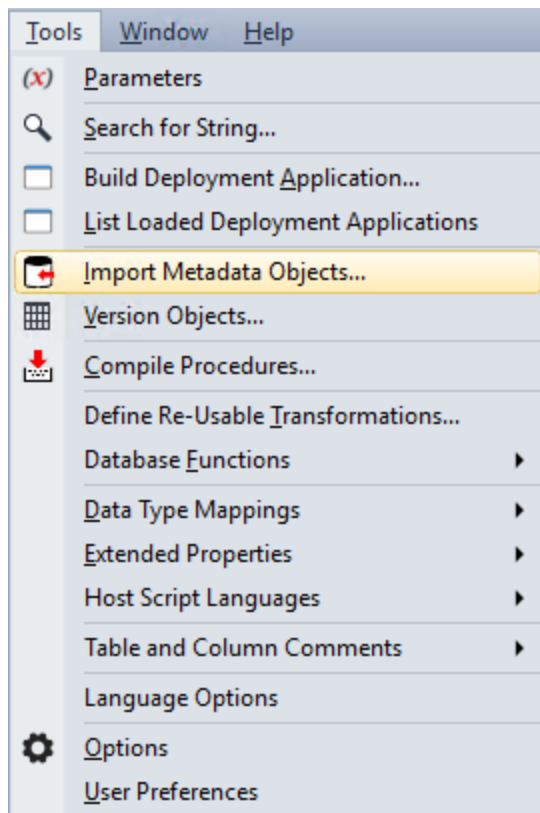 Tools Window Help
(x) Parameters
Search for String...
Build Deployment Application...
List Loaded Deployment Applications
Import Metadata Objects...
Version Objects...
Compile Procedures...
Define Re-Usable Transformations...
Database Functions
Data Type Mappings
Extended Properties
Host Script Languages
Table and Column Comments
Language Options
Options
User Preferences